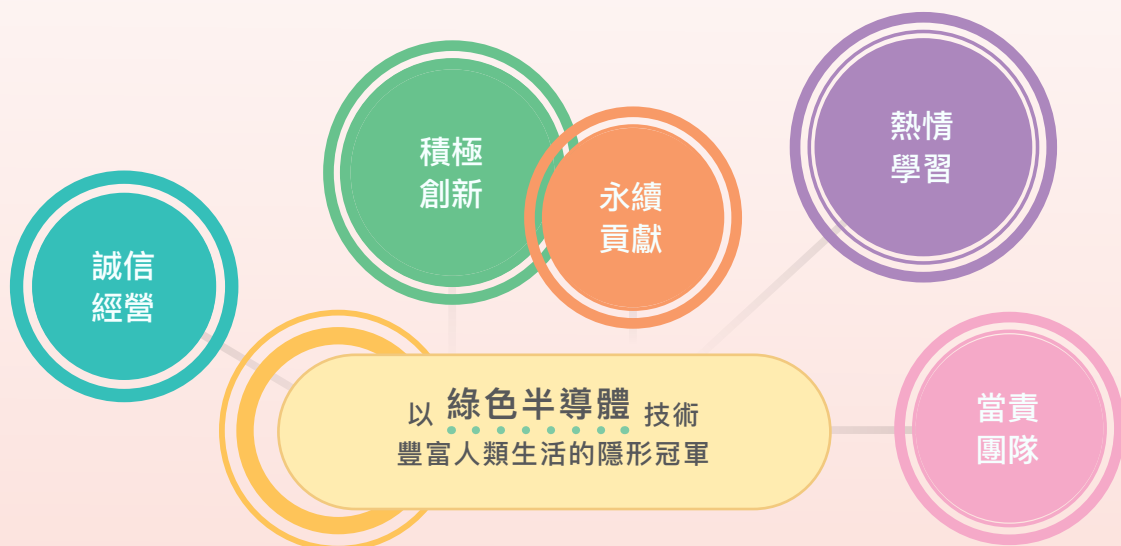 誠信
經營
積極
創新
永續
貢獻
熱情
學習
以 綠色半導體 技術
豐富人類生活的隱形冠軍
當責
團隊